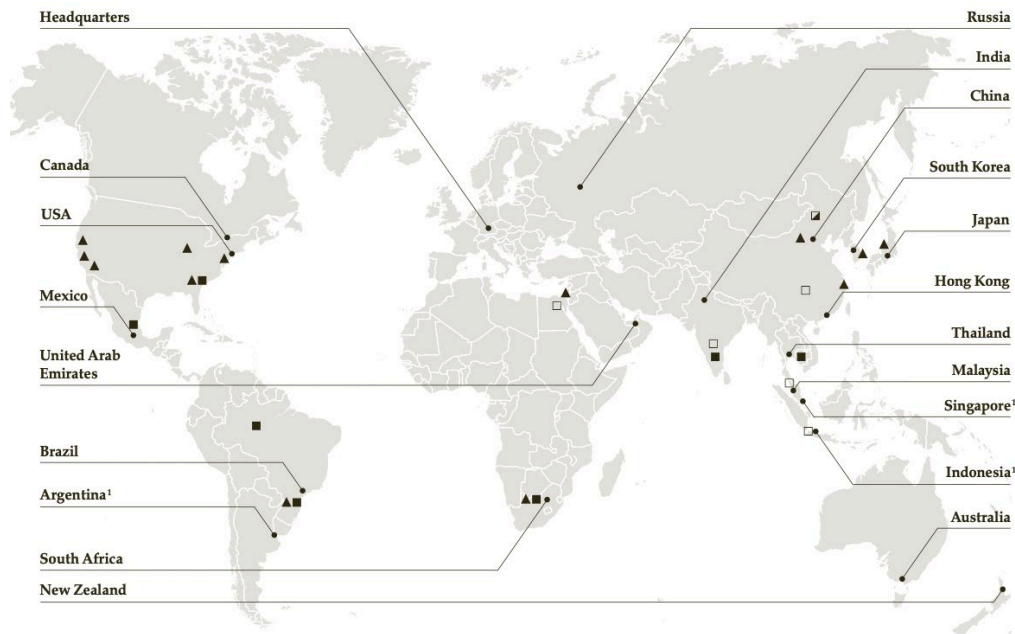 Headquarters
Canada
USA
Mexico
United Arab
Emirates
Brazil
Argentina¹
South Africa
New Zealand
Russia
India
China
South Korea
Japan
Hong Kong
Thailand
Malaysia
Singapore¹
Indonesia¹
Australia